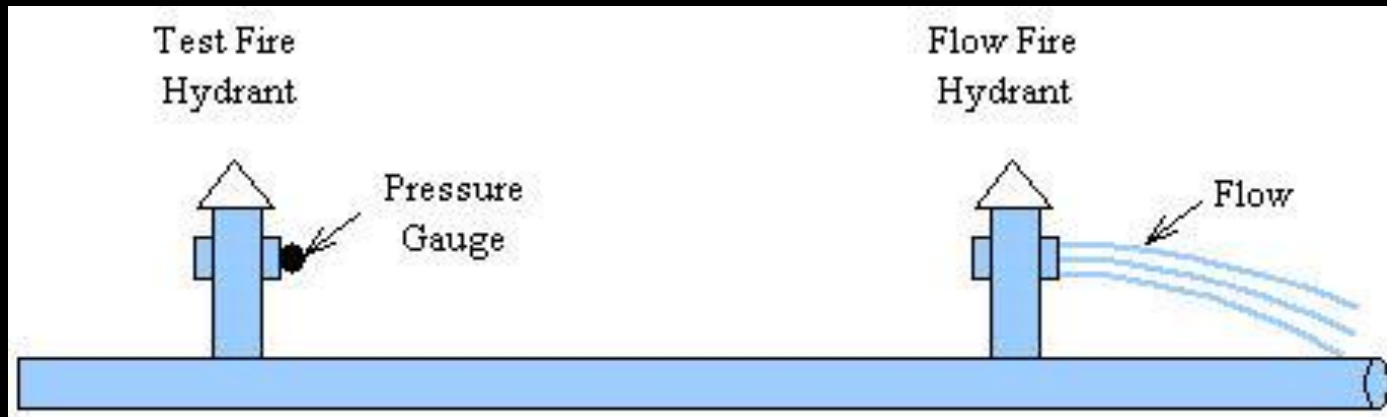 Test Fire
Hydrant
Flow Fire
Hydrant
Pressure
Gauge
Flow